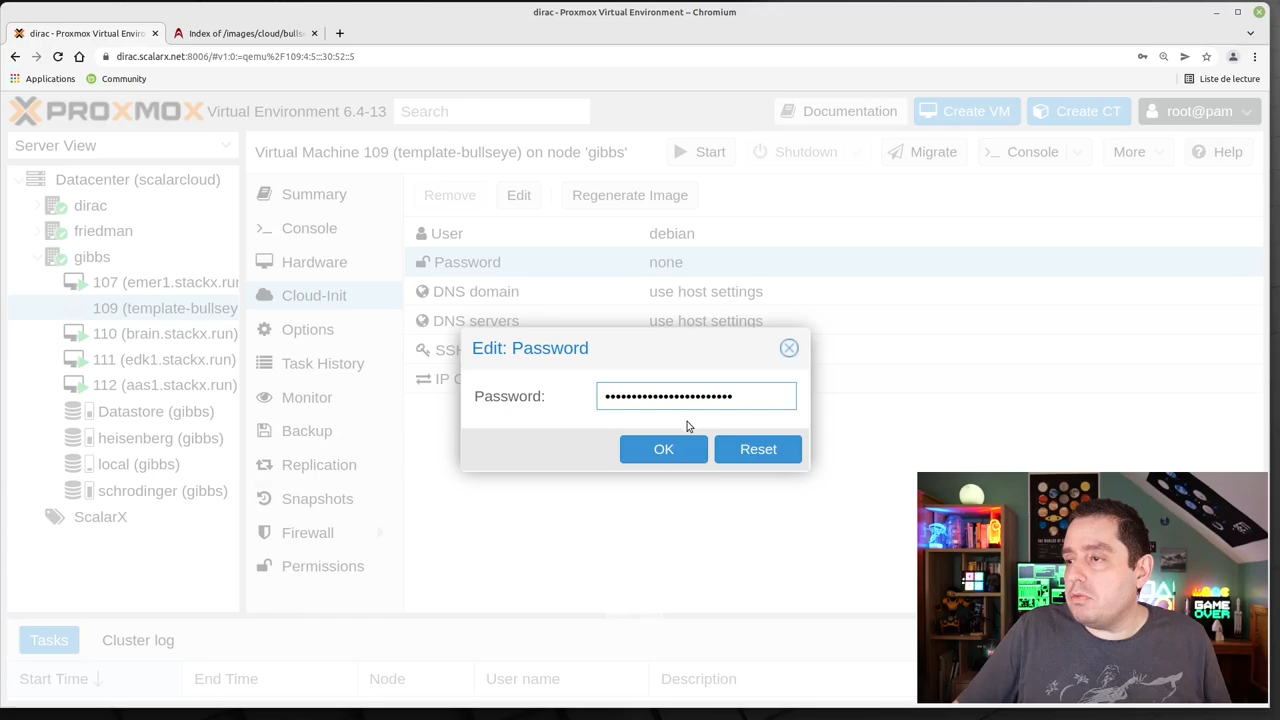 dirac - Proxmox Virtual Environment – Chromium
dirac - Proxmox Virtual Enviro
Index of /images/cloud/bulls
dirac.scalarx.net:8006/#v1:0:=qemu%2F109:4:5:::30:52::5
Applications
Community
Liste de lecture
PROXMOX
Virtual Environment 6.4-13
Search
Documentation
Create VM
Create CT
root@pam
Server View
Virtual Machine 109 (template-bullseye) on node 'gibbs'
Start
Shutdown
Migrate
Console
More
Help
Datacenter (scalarcloud)
dirac
friedman
gibbs
107 (emer1.stackx.run
109 (template-bullsey
110 (brain.stackx.run)
111 (edk1.stackx.run)
112 (aas1.stackx.run)
Datastore (gibbs)
heisenberg (gibbs)
local (gibbs)
schrodinger (gibbs)
ScalarX
Summary
Console
Hardware
Cloud-Init
Options
Task History
Monitor
Backup
Replication
Snapshots
Firewall
Permissions
Remove
Edit
Regenerate Image
User
debian
Password
none
DNS domain
use host settings
DNS servers
use host settings
SS
IP C
Edit: Password
Password:
•••••••••••••••••••••••••
OK
Reset
GAME
OVER
Tasks
Cluster log
Start Time
End Time
Node
User name
Description